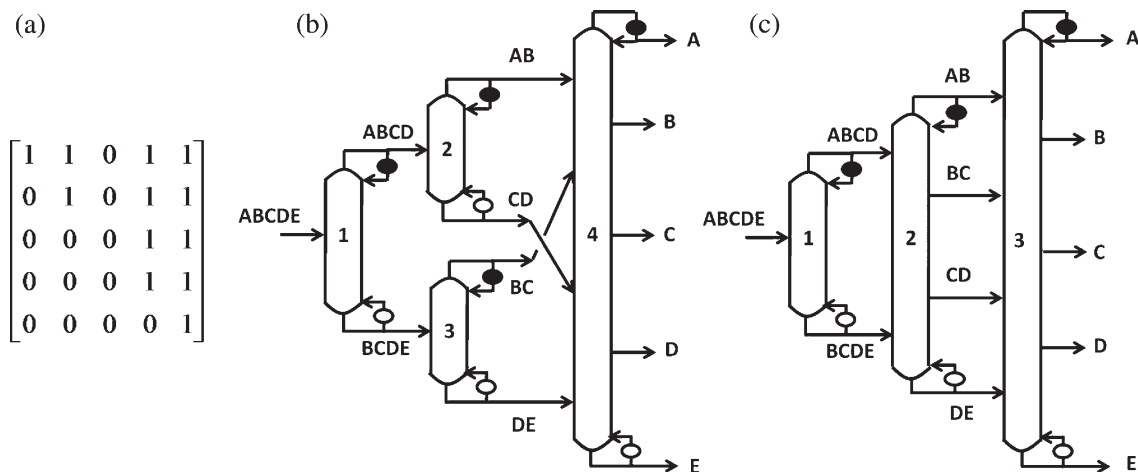 (a)
1 1 0 1 1
0 1 0 1 1
0 0 0 1 1
0 0 0 1 1
0 0 0 0 1
(b)
ABCDE
1
ABCD
BCDE
2
AB
CD
3
BC
DE
4
A
B
C
D
E
(c)
ABCDE
1
ABCD
BCDE
2
AB
BC
CD
DE
3
A
B
C
D
E